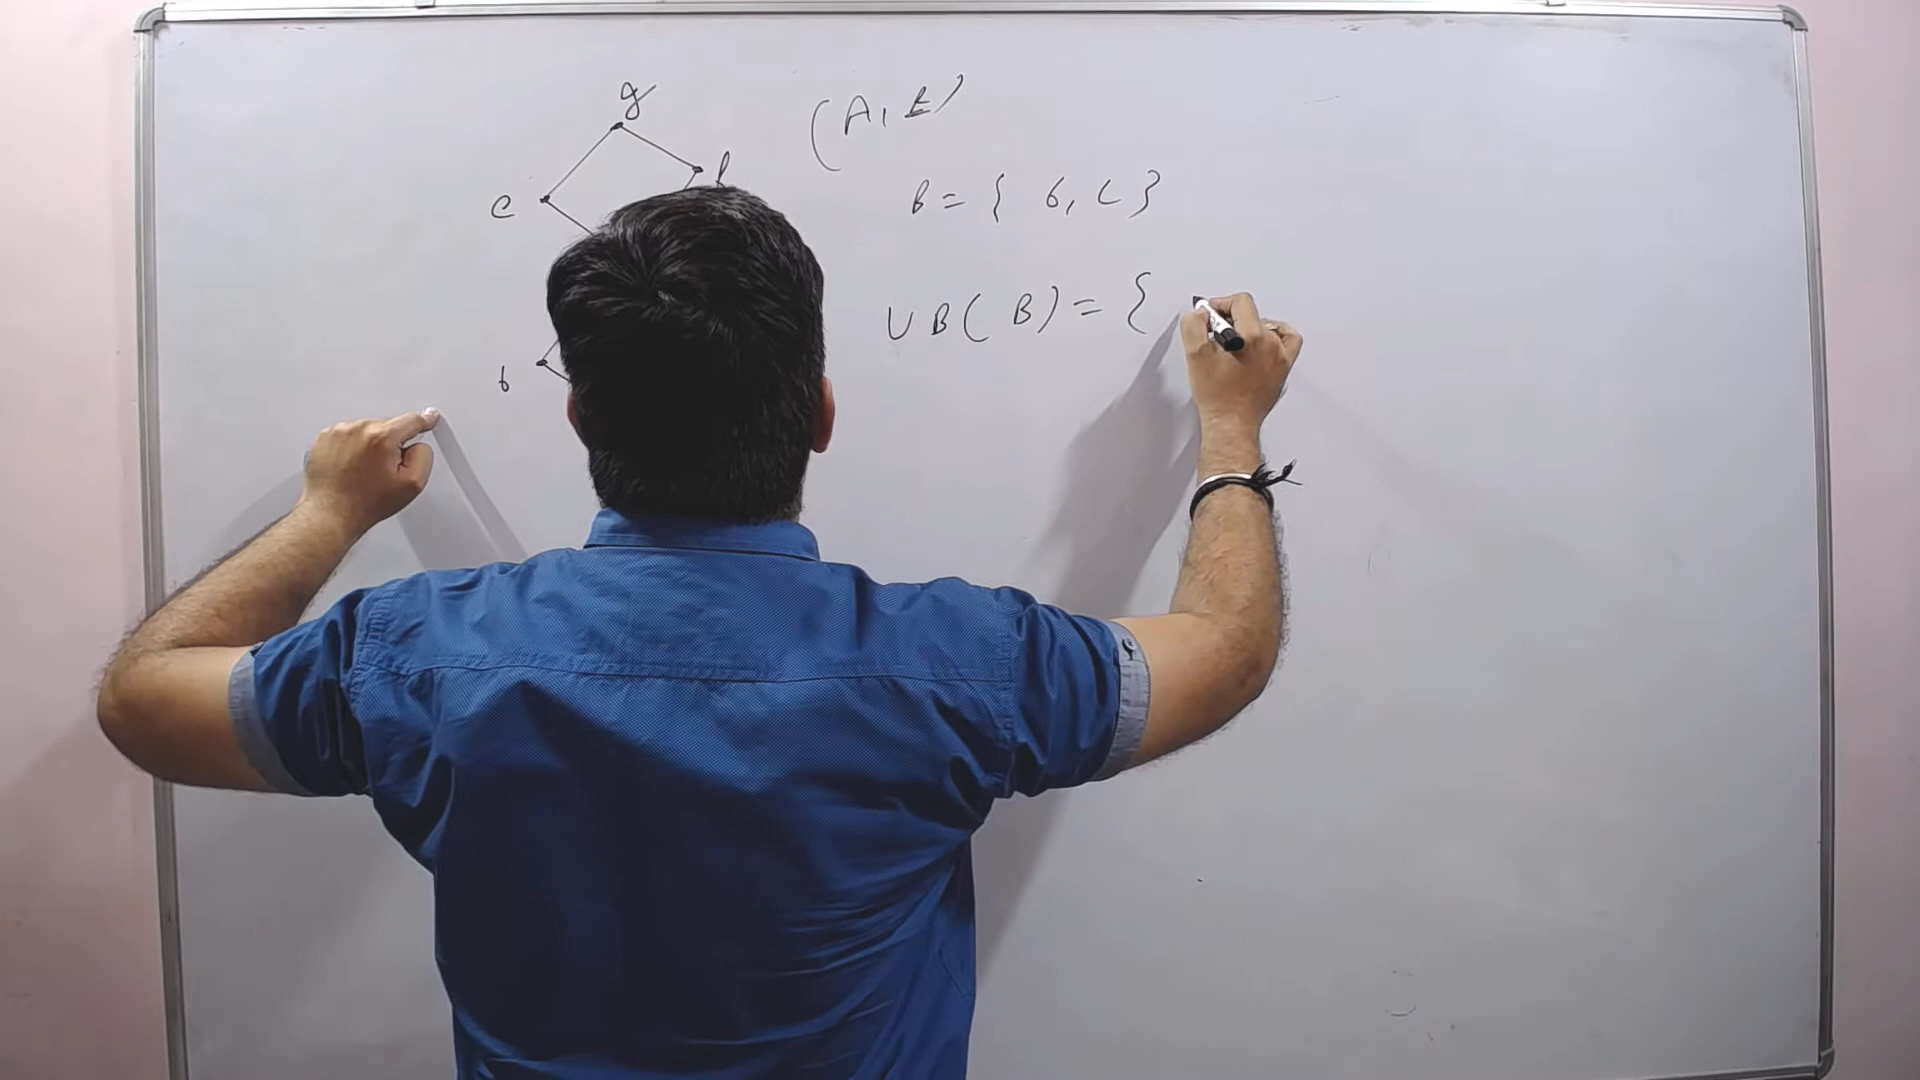 g
(A, ≤)
f
e
B = { b, c }
UB( B) = {
b